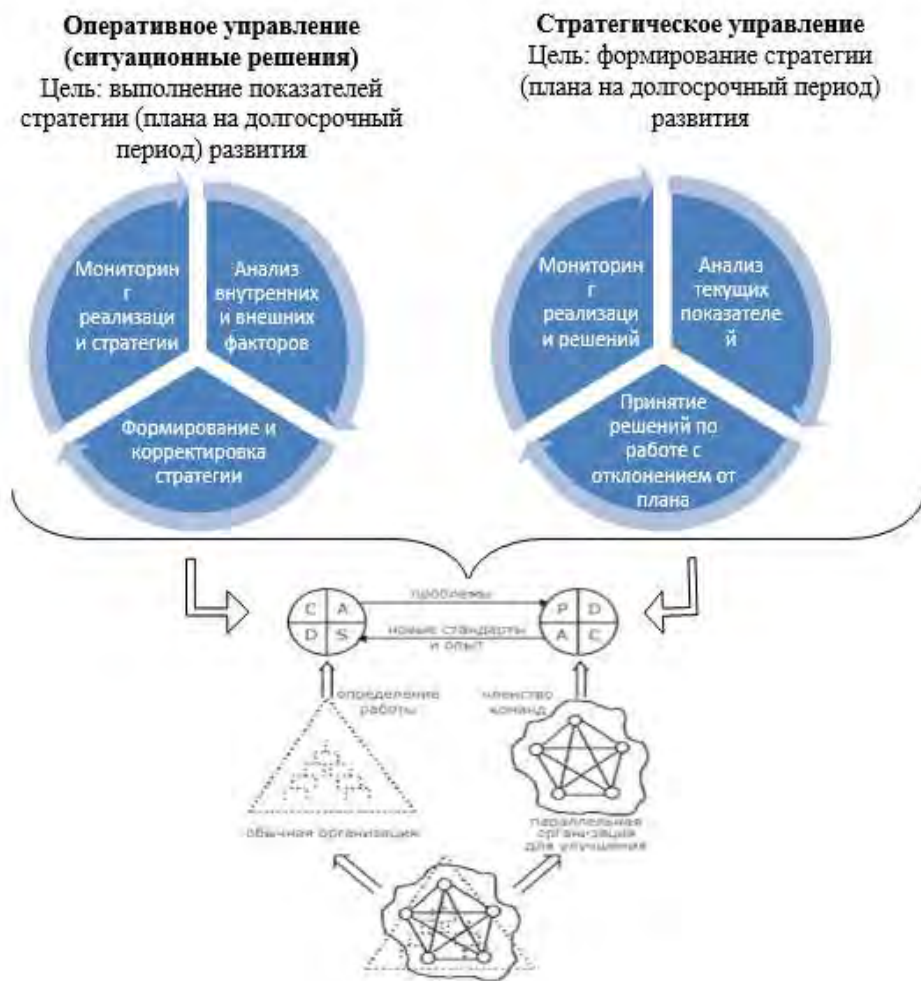 Оперативное управление
(ситуационные решения)
Цель: выполнение показателей
стратегии (плана на долгосрочный
период) развития
Стратегическое управление
Цель: формирование стратегии
(плана на долгосрочный период)
развития
Мониторин
г
реализаци
и стратегии
Анализ
внутренних
и внешних
факторов
Формирование и
корректировка
стратегии
Мониторин
г
реализаци
и решений
Анализ
текущих
показателе
й
Принятие
решений по
работе с
отклонением от
плана
C A
D S
проблемы
новые стандарты
и опыт
P D
A C
определение
работы
членство
команд
обычная организация
параллельная
организация
для улучшения